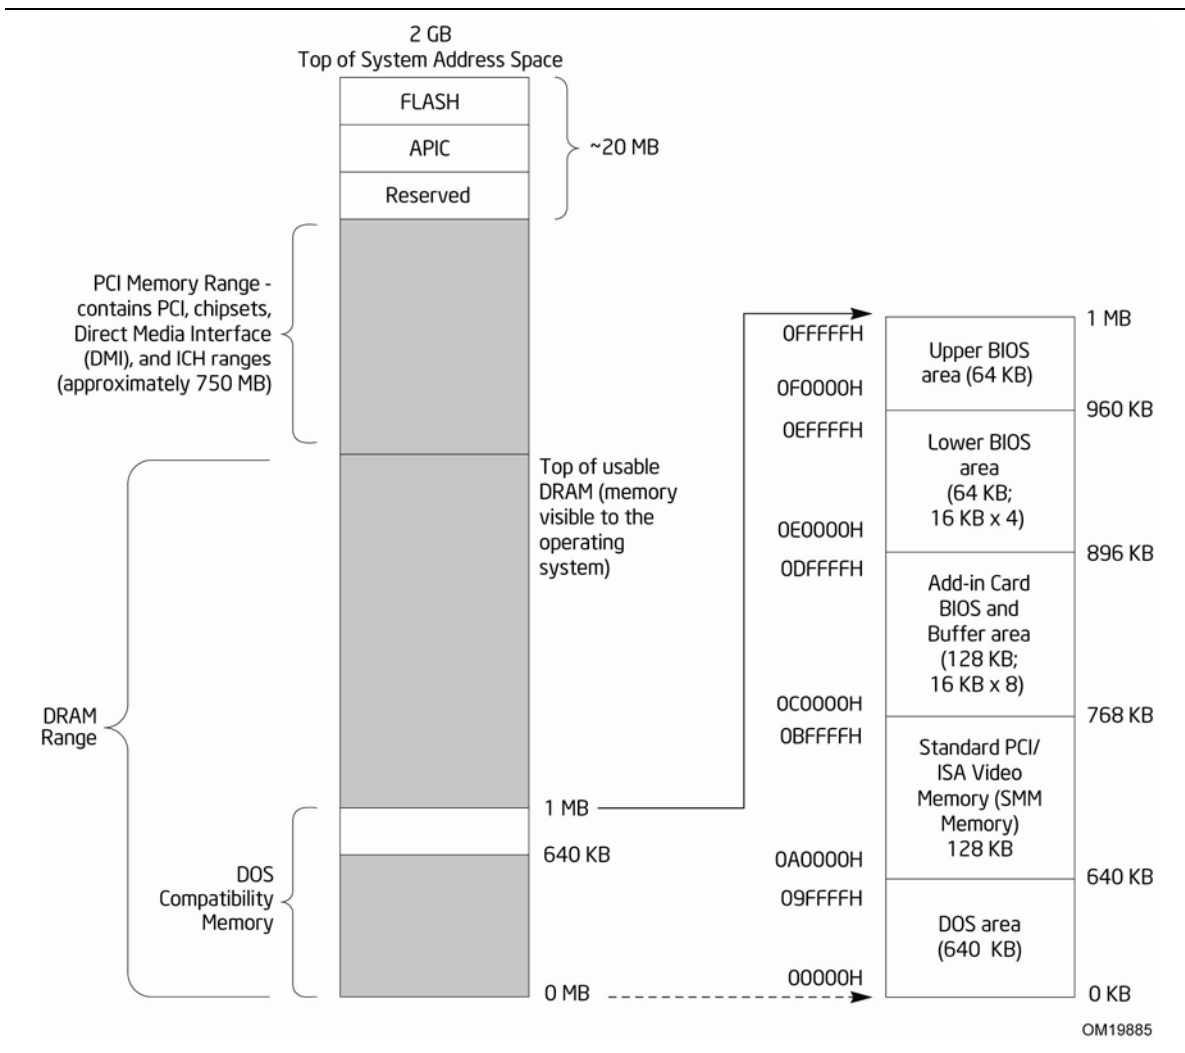 2 GB
Top of System Address Space
FLASH
APIC
Reserved
~20 MB
PCI Memory Range -
contains PCI, chipsets,
Direct Media Interface
(DMI), and ICH ranges
(approximately 750 MB)
DRAM
Range
DOS
Compatibility
Memory
Top of usable
DRAM (memory
visible to the
operating
system)
1 MB
640 KB
0 MB
0FFFFFH
0F0000H
0EFFFFH
0E0000H
0DFFFFH
0C0000H
0BFFFFH
0A0000H
09FFFFH
00000H
Upper BIOS
area (64 KB)
Lower BIOS
area
(64 KB;
16 KB x 4)
Add-in Card
BIOS and
Buffer area
(128 KB;
16 KB x 8)
Standard PCI/
ISA Video
Memory (SMM
Memory)
128 KB
DOS area
(640 KB)
1 MB
960 KB
896 KB
768 KB
640 KB
0 KB
OM19885